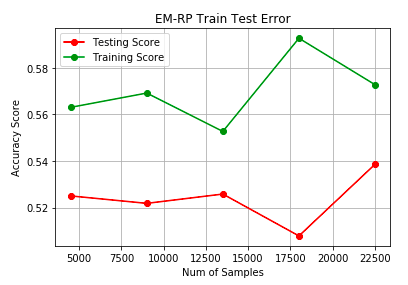 EM-RP Train Test Error
Testing Score
Training Score
Accuracy Score
0.58
0.56
0.54
0.52
5000 7500 10000 12500 15000 17500 20000 22500
Num of Samples